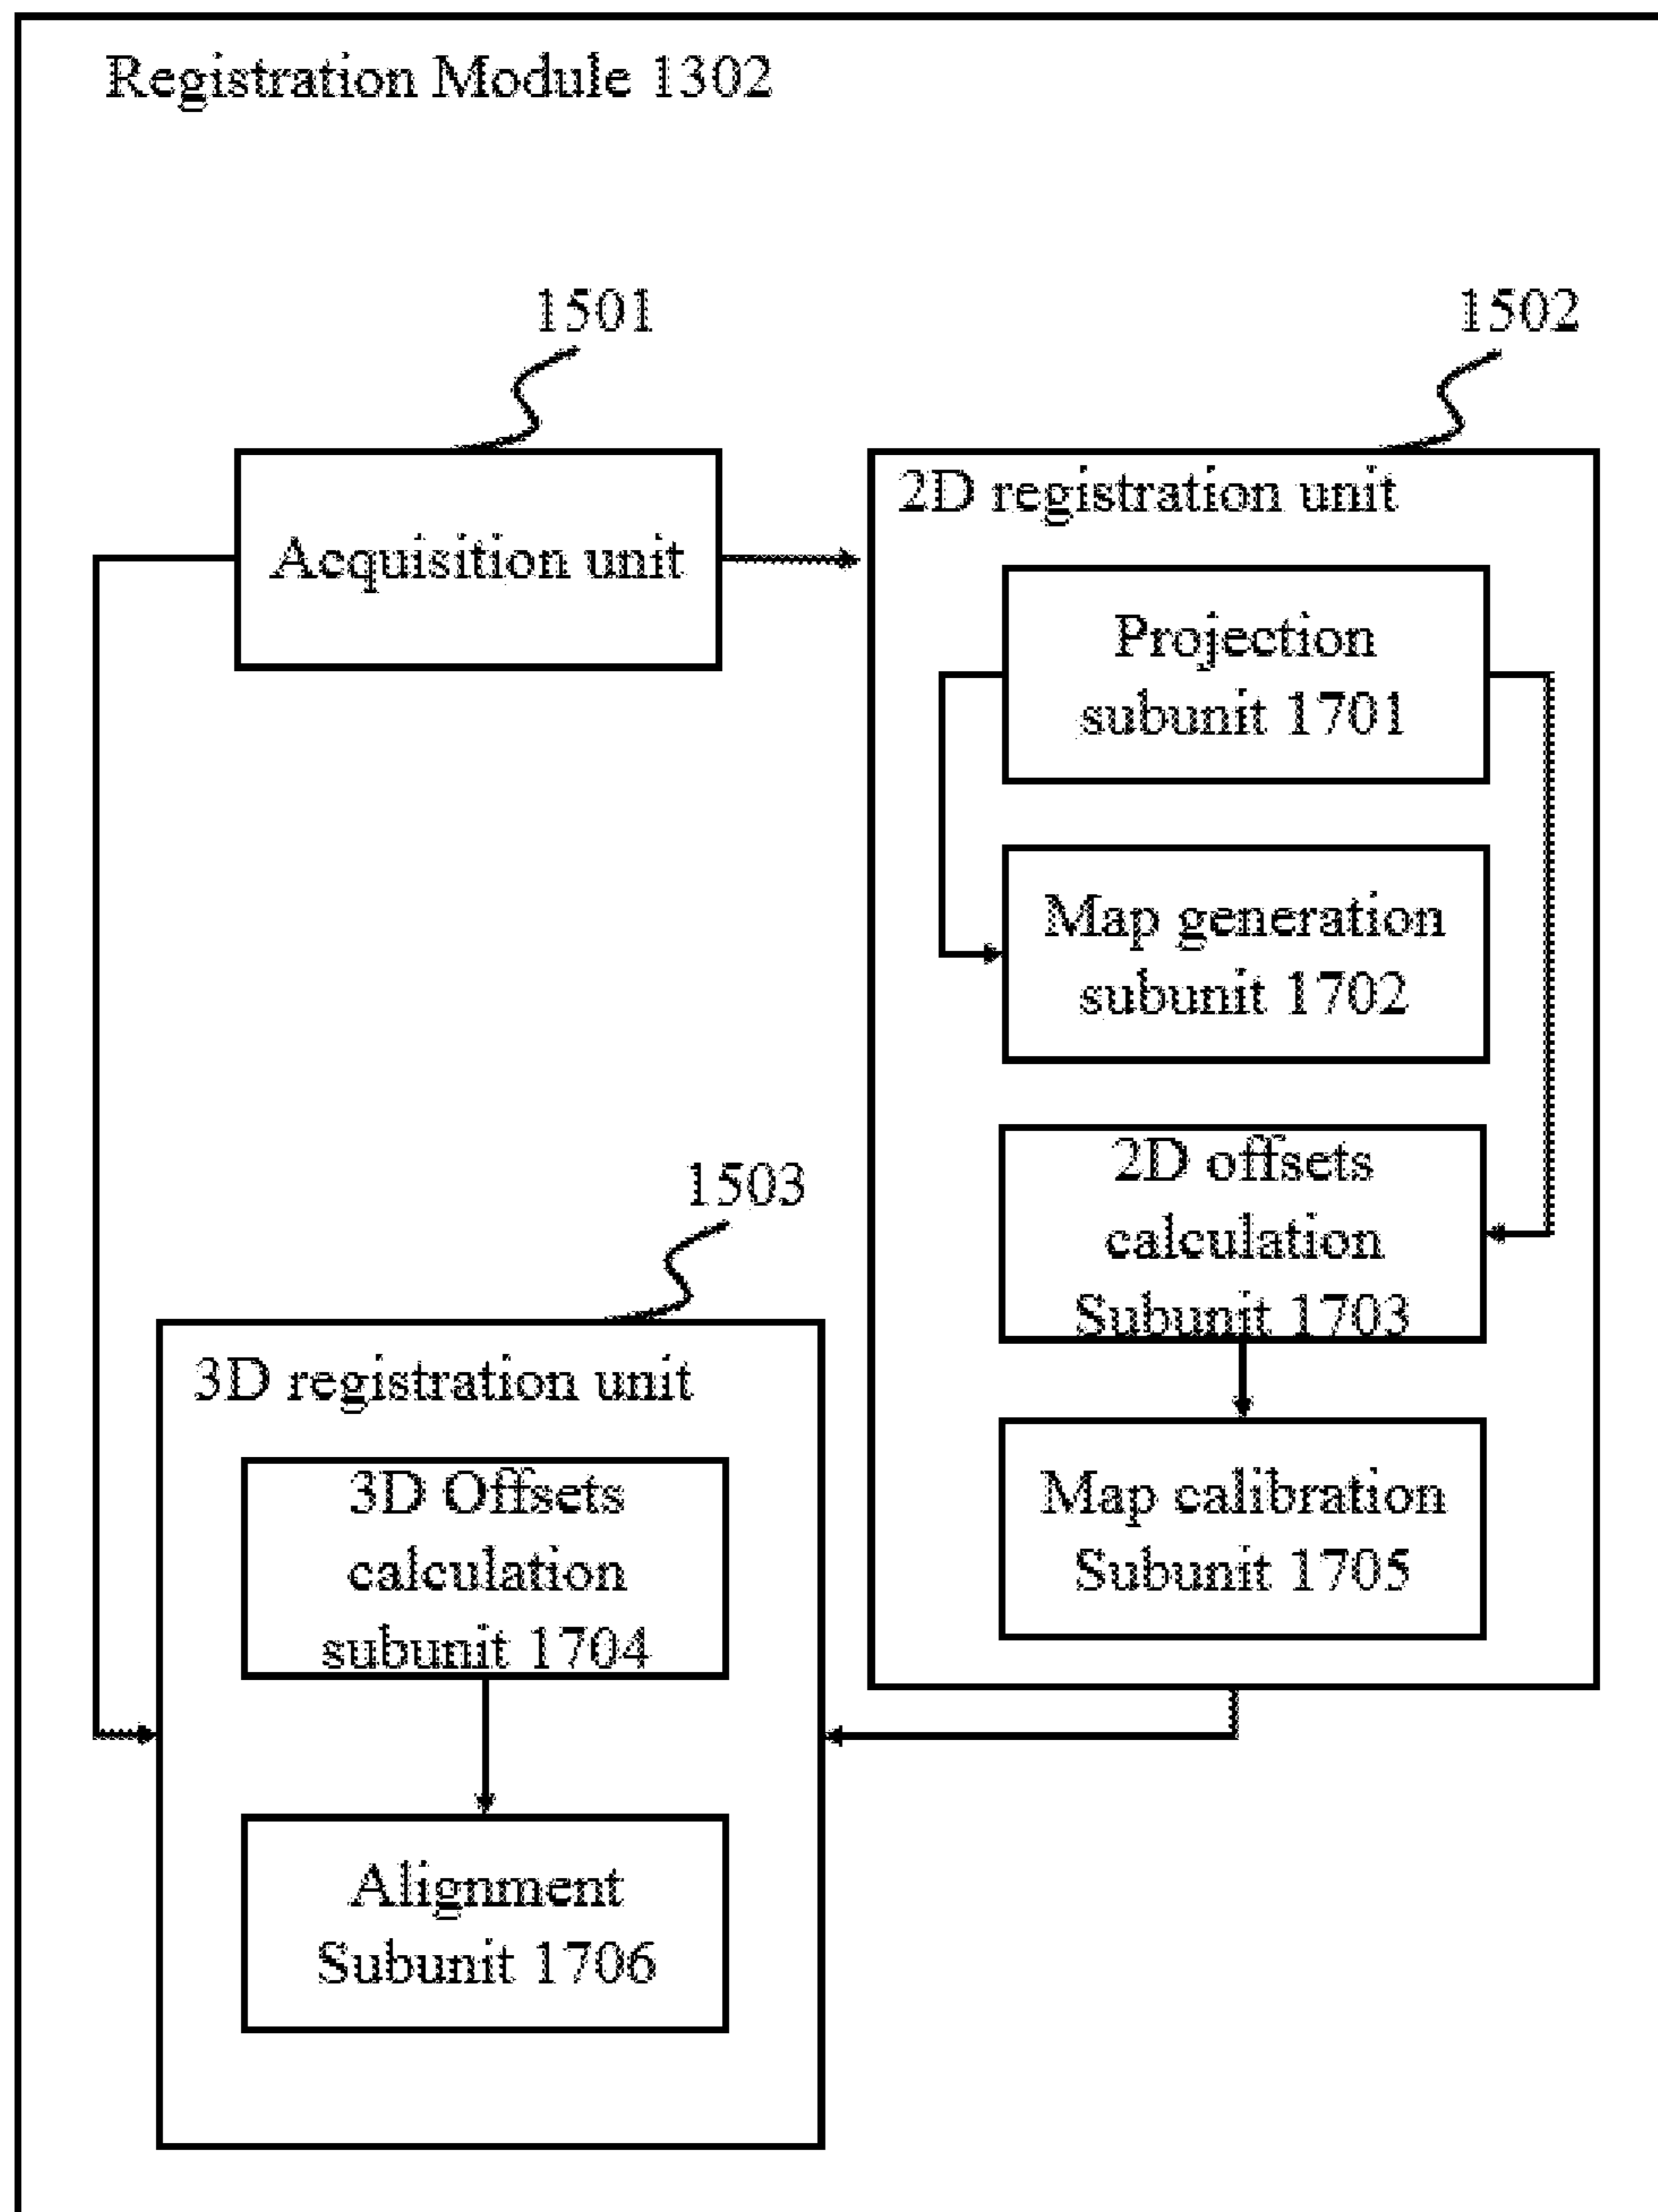 Registration Module 1302
1501
1502
Acquisition unit
2D registration unit
Projection
subunit 1701
Map generation
subunit 1702
2D offsets
calculation
Subunit 1703
Map calibration
Subunit 1705
1503
3D registration unit
3D Offsets
calculation
subunit 1704
Alignment
Subunit 1706